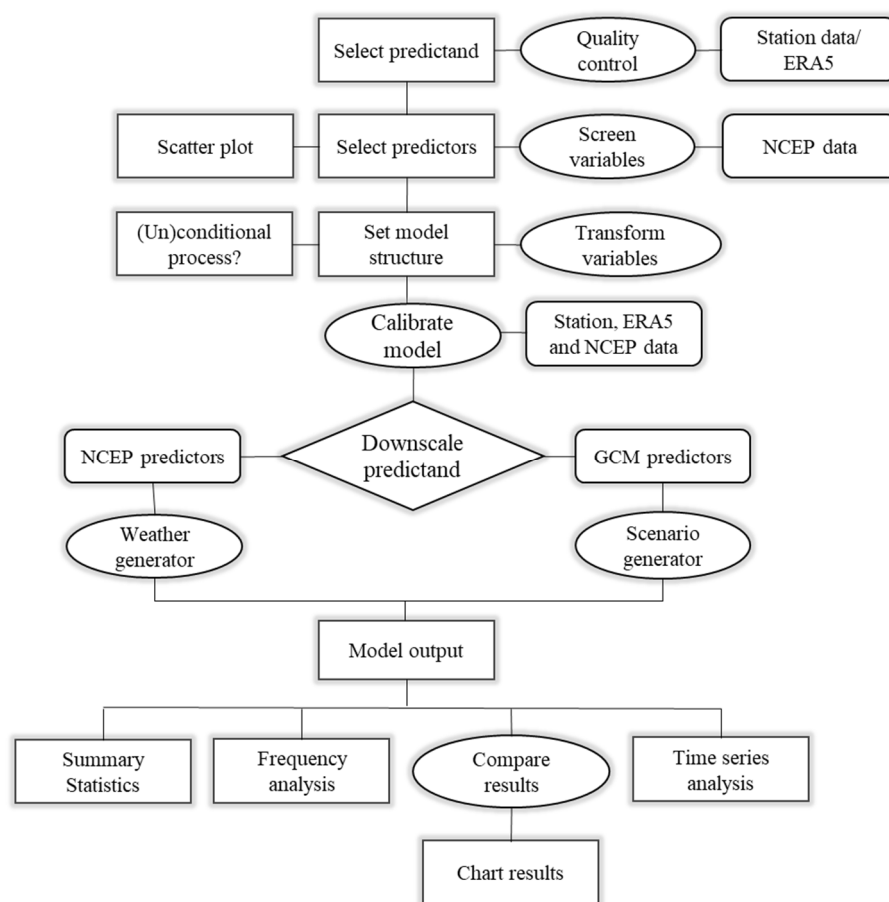 Select predictand
Quality
control
Station data/
ERA5
Scatter plot
Select predictors
Screen
variables
NCEP data
(Un)conditional
process?
Set model
structure
Transform
variables
Calibrate
model
Station, ERA5
and NCEP data
NCEP predictors
Downscale
predictand
GCM predictors
Weather
generator
Scenario
generator
Model output
Summary
Statistics
Frequency
analysis
Compare
results
Time series
analysis
Chart results